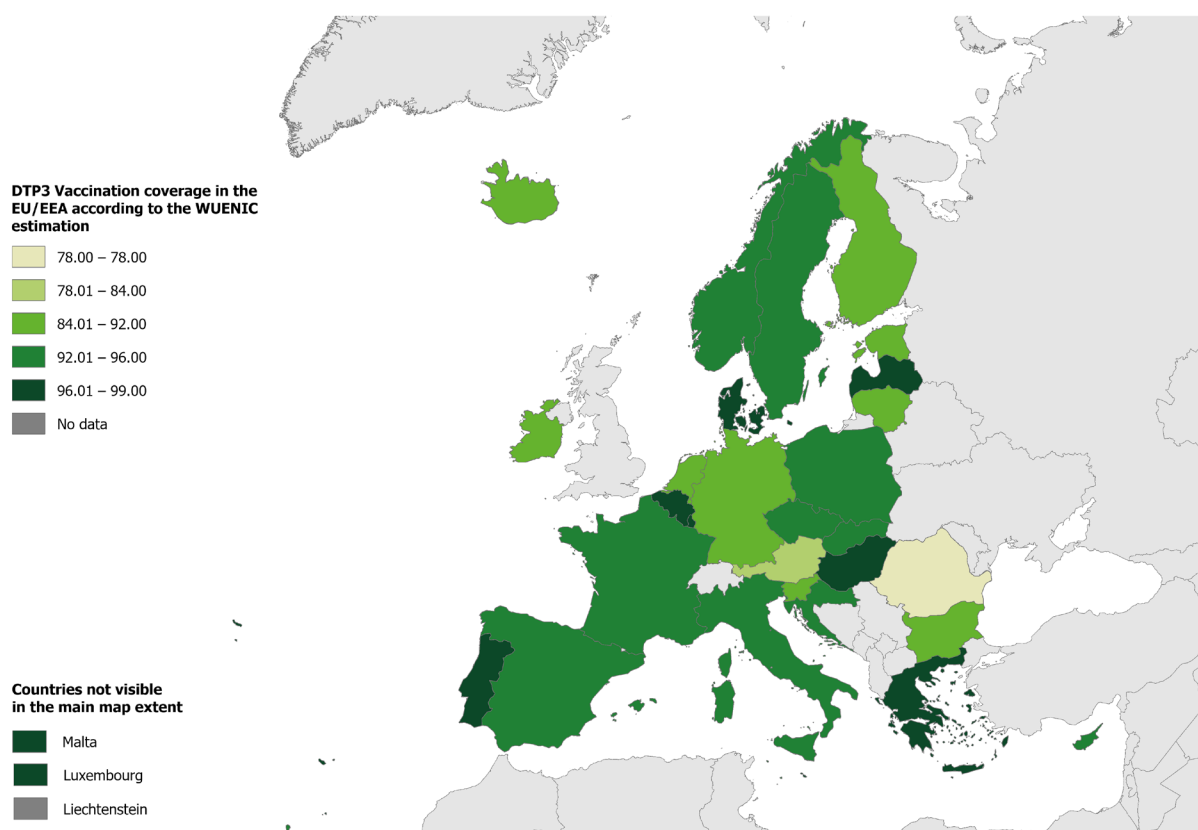 DTP3 Vaccination coverage in the
EU/EEA according to the WUENIC
estimation
78.00 – 78.00
78.01 – 84.00
84.01 – 92.00
92.01 – 96.00
96.01 – 99.00
No data
Countries not visible
in the main map extent
Malta
Luxembourg
Liechtenstein